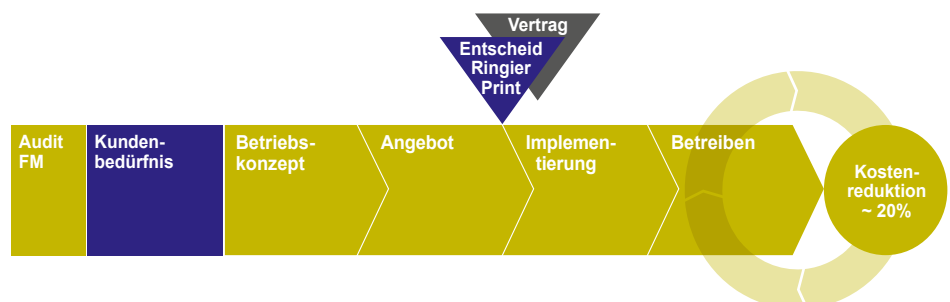 Vertrag
Entscheid
Ringier
Print
Audit
FM
Kunden-
bedürfnis
Betriebs-
konzept
Angebot
Implemen-
tierung
Betreiben
Kosten-
reduktion
~ 20%